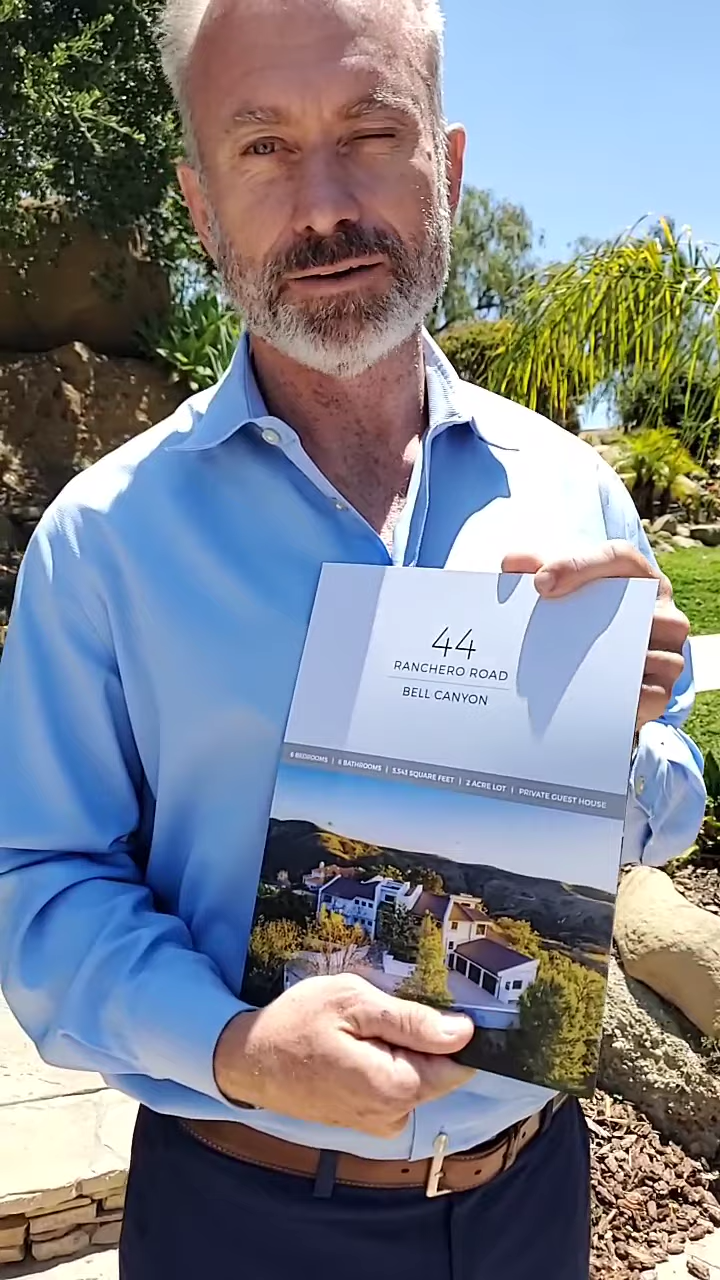 44
RANCHERO ROAD
BELL CANYON
6 BEDROOMS | 6 BATHROOMS | 5,543 SQUARE FEET | 2 ACRE LOT | PRIVATE GUEST HOUSE